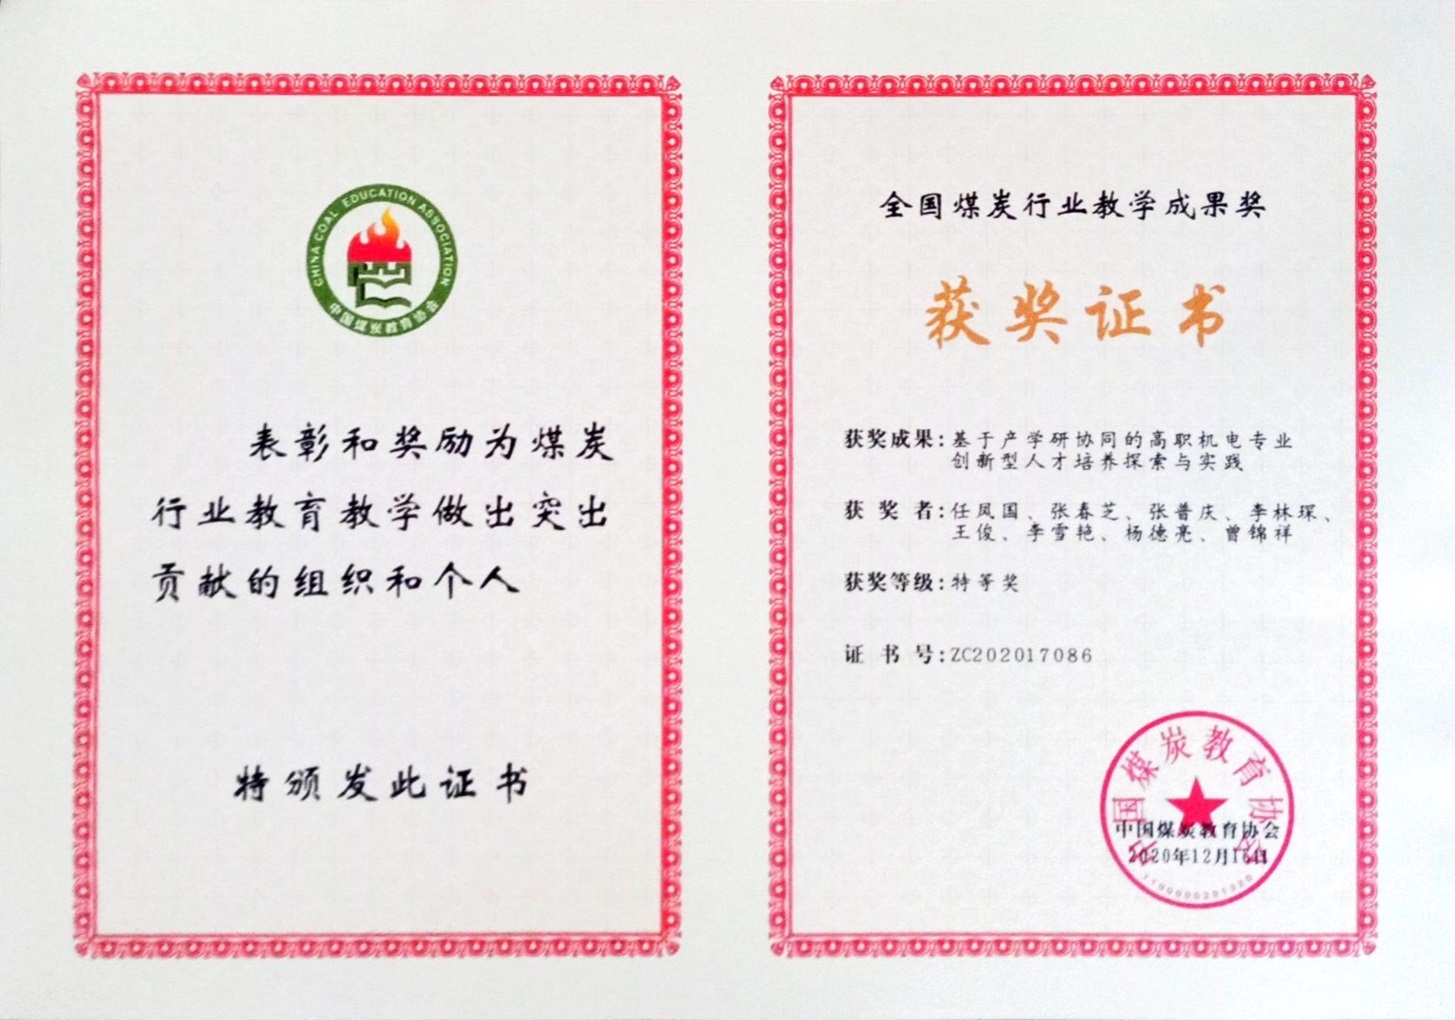 CHINA COAL EDUCATION ASSOCIATION
中国煤炭教育协会
表彰和奖励为煤炭
行业教育教学做出突出
贡献的组织和个人
特颁发此证书
全国煤炭行业教学成果奖
获奖证书
获奖成果:基于产学研协同的高职机电专业
创新型人才培养探索与实践
获奖者:任凤国、张春芝、张普庆、李林琛、
王俊、李雪艳、杨德亮、曾锦祥
获奖等级:特等奖
证书号:ZC202017086
中国煤炭教育协会
中国煤炭教育协会
2020年12月16日